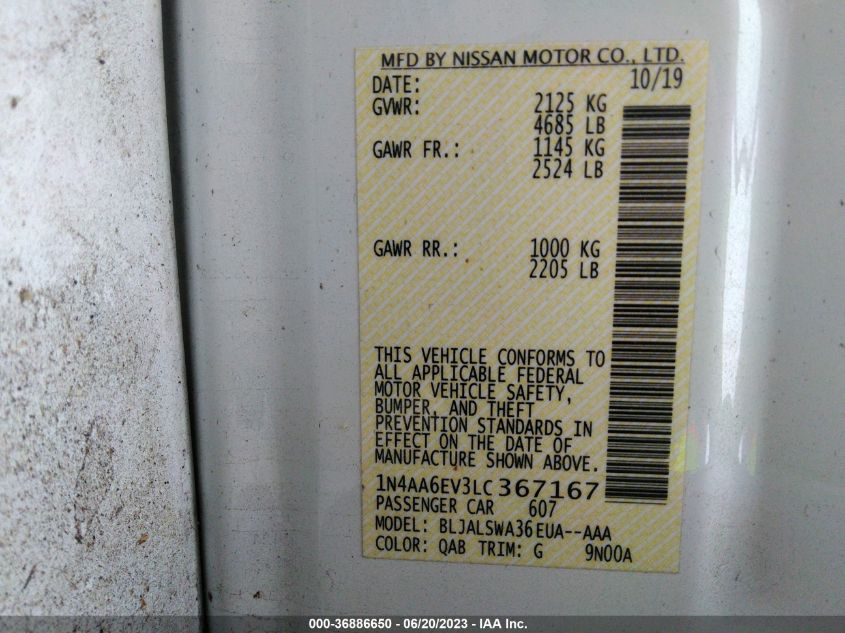 MFD BY NISSAN MOTOR CO., LTD.
DATE: 10/19
GVWR: 2125 KG
4685 LB
GAWR FR.: 1145 KG
2524 LB
GAWR RR.: 1000 KG
2205 LB
THIS VEHICLE CONFORMS TO
ALL APPLICABLE FEDERAL
MOTOR VEHICLE SAFETY,
BUMPER, AND THEFT
PREVENTION STANDARDS IN
EFFECT ON THE DATE OF
MANUFACTURE SHOWN ABOVE.
1N4AA6EV3LC367167
PASSENGER CAR 607
MODEL: BLJALSWA36EUA--AAA
COLOR: QAB TRIM: G 9N00A
000-36886650 - 06/20/2023 - IAA Inc.